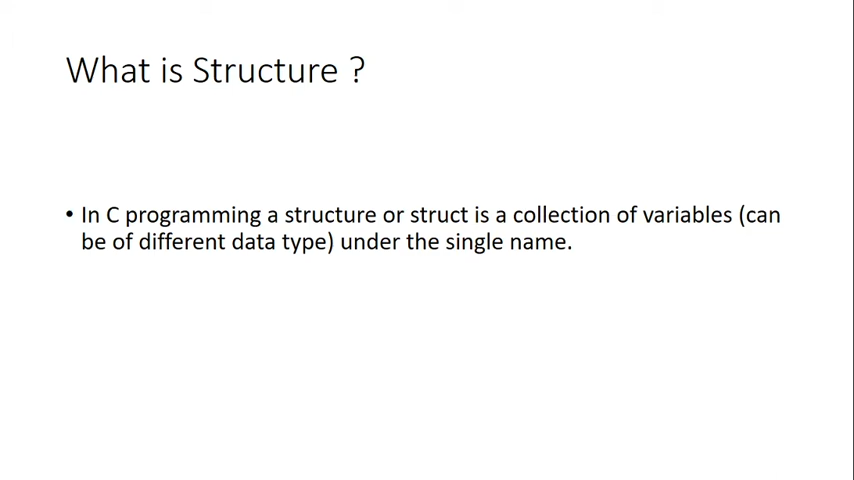 What is Structure ?
• In C programming a structure or struct is a collection of variables (can
be of different data type) under the single name.